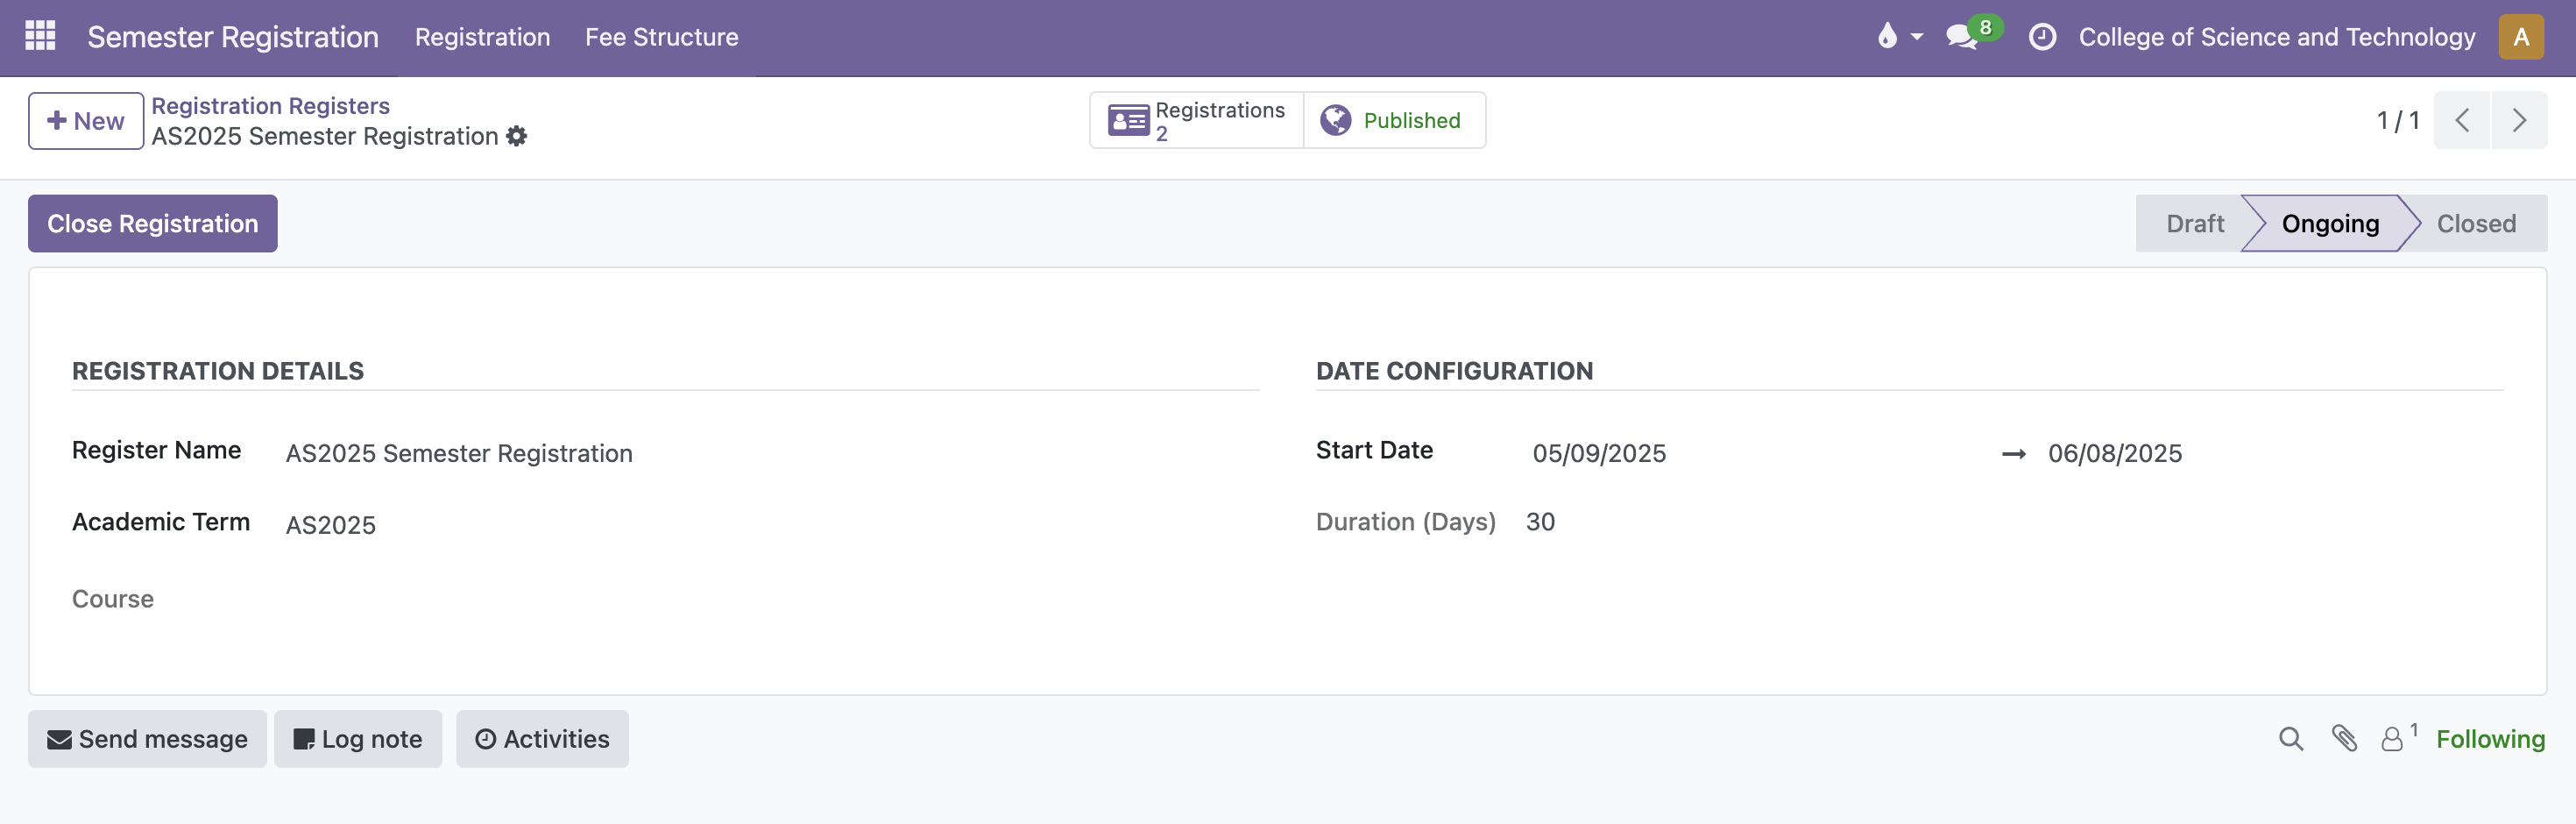 Semester Registration Registration Fee Structure 8 College of Science and Technology A
New
Registration Registers
AS2025 Semester Registration
Registrations
2
Published
1 / 1
Close Registration
Draft Ongoing Closed
REGISTRATION DETAILS
Register Name AS2025 Semester Registration
Academic Term AS2025
Course
DATE CONFIGURATION
Start Date 05/09/2025 → 06/08/2025
Duration (Days) 30
Send message Log note Activities 1 Following